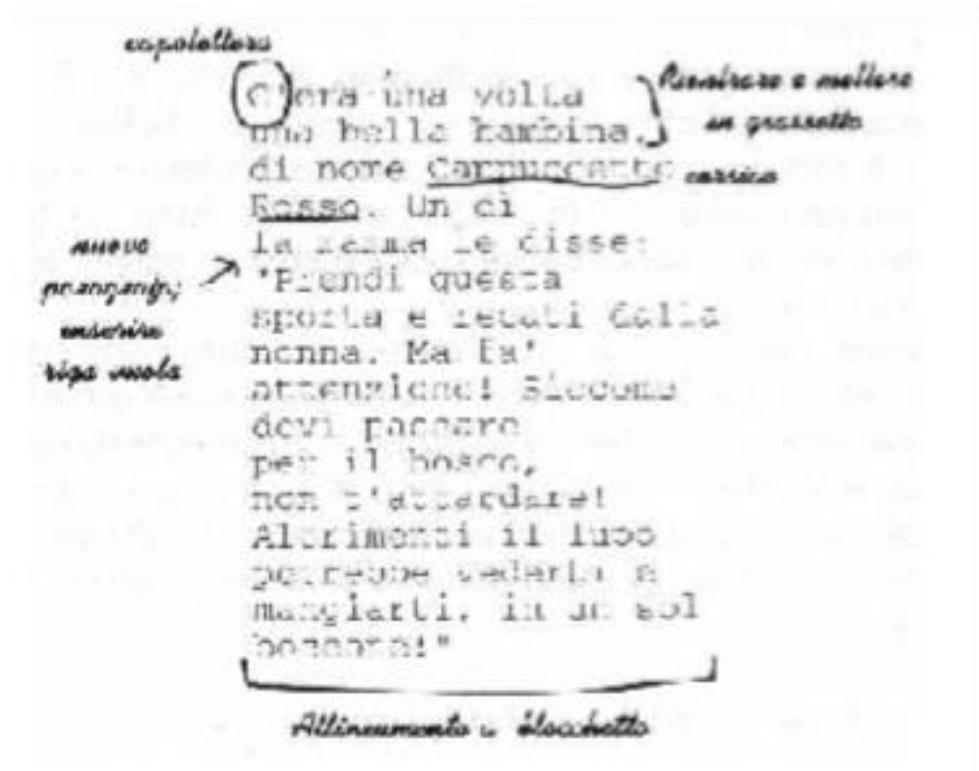 capolettera
C'era una volta
una bella bambina,
di nome Cappuccetto
Rosso. Un dì
la mamma le disse:
"Prendi questa
sporta e recati dalla
nonna. Ma fa'
attenzione! Siccome
devi passare
per il bosco,
non t'attardare!
Altrimenti il lupo
potrebbe vederti e
mangiarti, in un sol
boccone!"
Rientrare e mettere
in grassetto
corsivo
nuovo
inserire
riga vuota
Allineamento a blocchetto